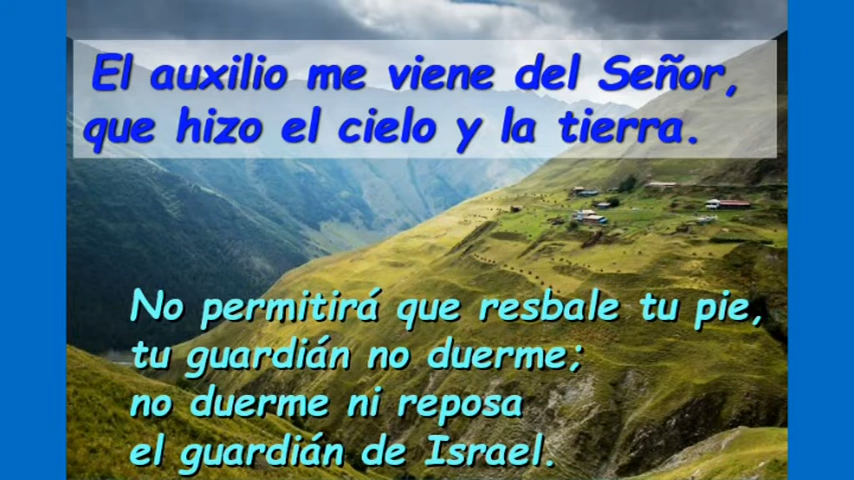 El auxilio me viene del Señor,
que hizo el cielo y la tierra.
No permitirá que resbale tu pie,
tu guardián no duerme;
no duerme ni reposa
el guardián de Israel.